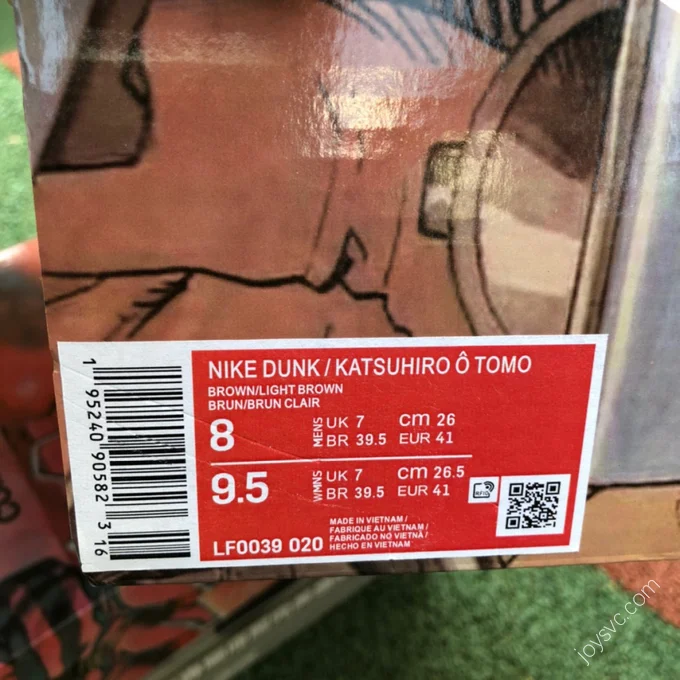 NIKE DUNK / KATSUHIRO Ô TOMO
BROWN/LIGHT BROWN
BRUN/BRUN CLAIR
8 MENS UK 7 cm 26
BR 39.5 EUR 41
9.5 WMNS UK 7 cm 26.5
BR 39.5 EUR 41
RFID
MADE IN VIETNAM /
FABRIQUE AU VIETNAM /
FABRICADO NO VIETNÃ /
LF0039 020 HECHO EN VIETNAM
1 95240 90582 3 16
joysvc.com